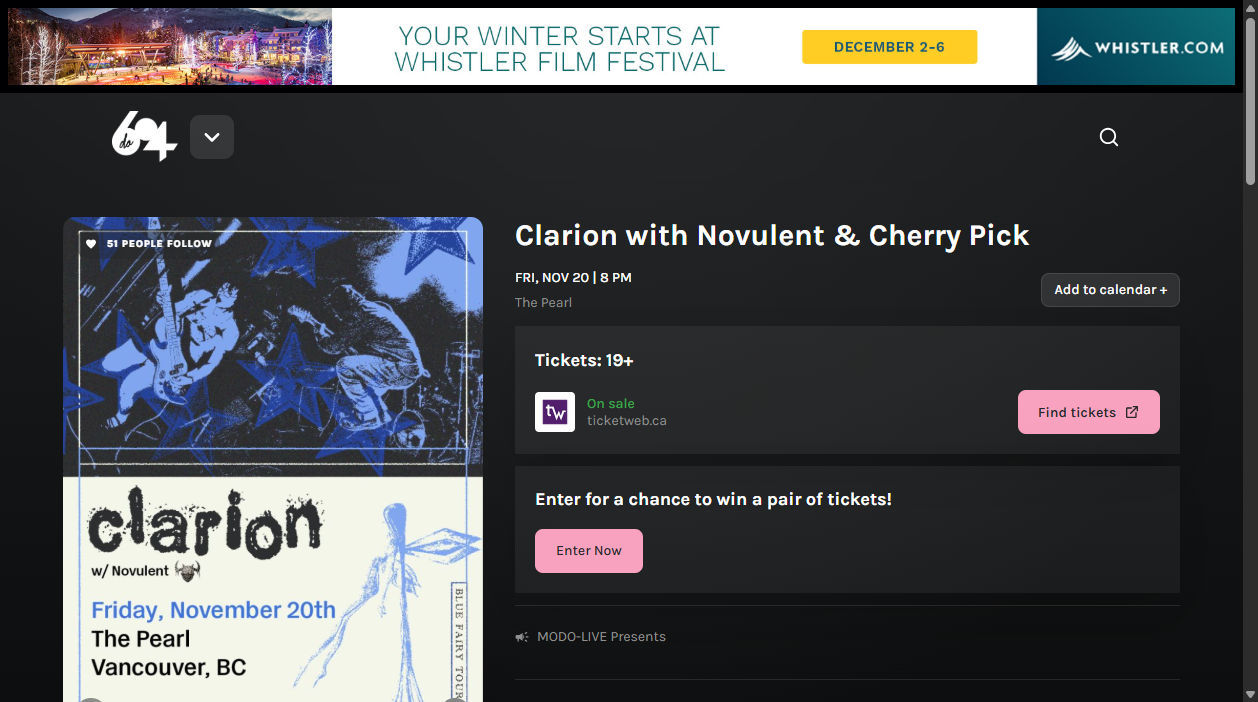 YOUR WINTER STARTS AT
WHISTLER FILM FESTIVAL
DECEMBER 2-6
WHISTLER.COM
do604
51 PEOPLE FOLLOW
clarion
w/ Novulent
Friday, November 20th
The Pearl
Vancouver, BC
BLUE FAIRY TOUR
Clarion with Novulent & Cherry Pick
FRI, NOV 20 | 8 PM
The Pearl
Add to calendar +
Tickets: 19+
tw
On sale
ticketweb.ca
Find tickets
Enter for a chance to win a pair of tickets!
Enter Now
MODO-LIVE Presents